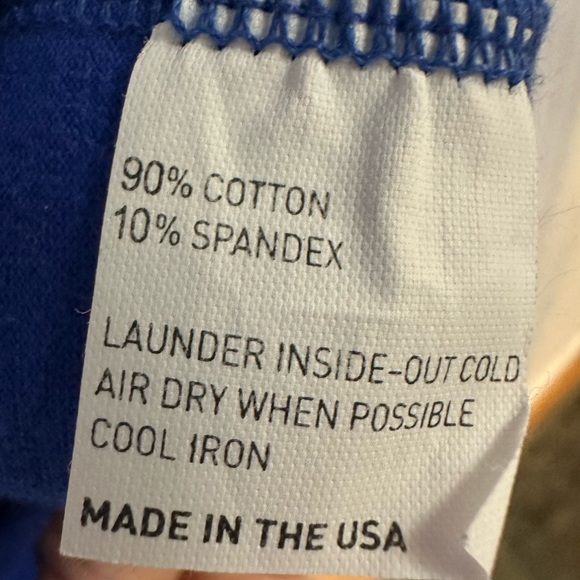 90% COTTON
10% SPANDEX
LAUNDER INSIDE-OUT COLD
AIR DRY WHEN POSSIBLE
COOL IRON
MADE IN THE USA